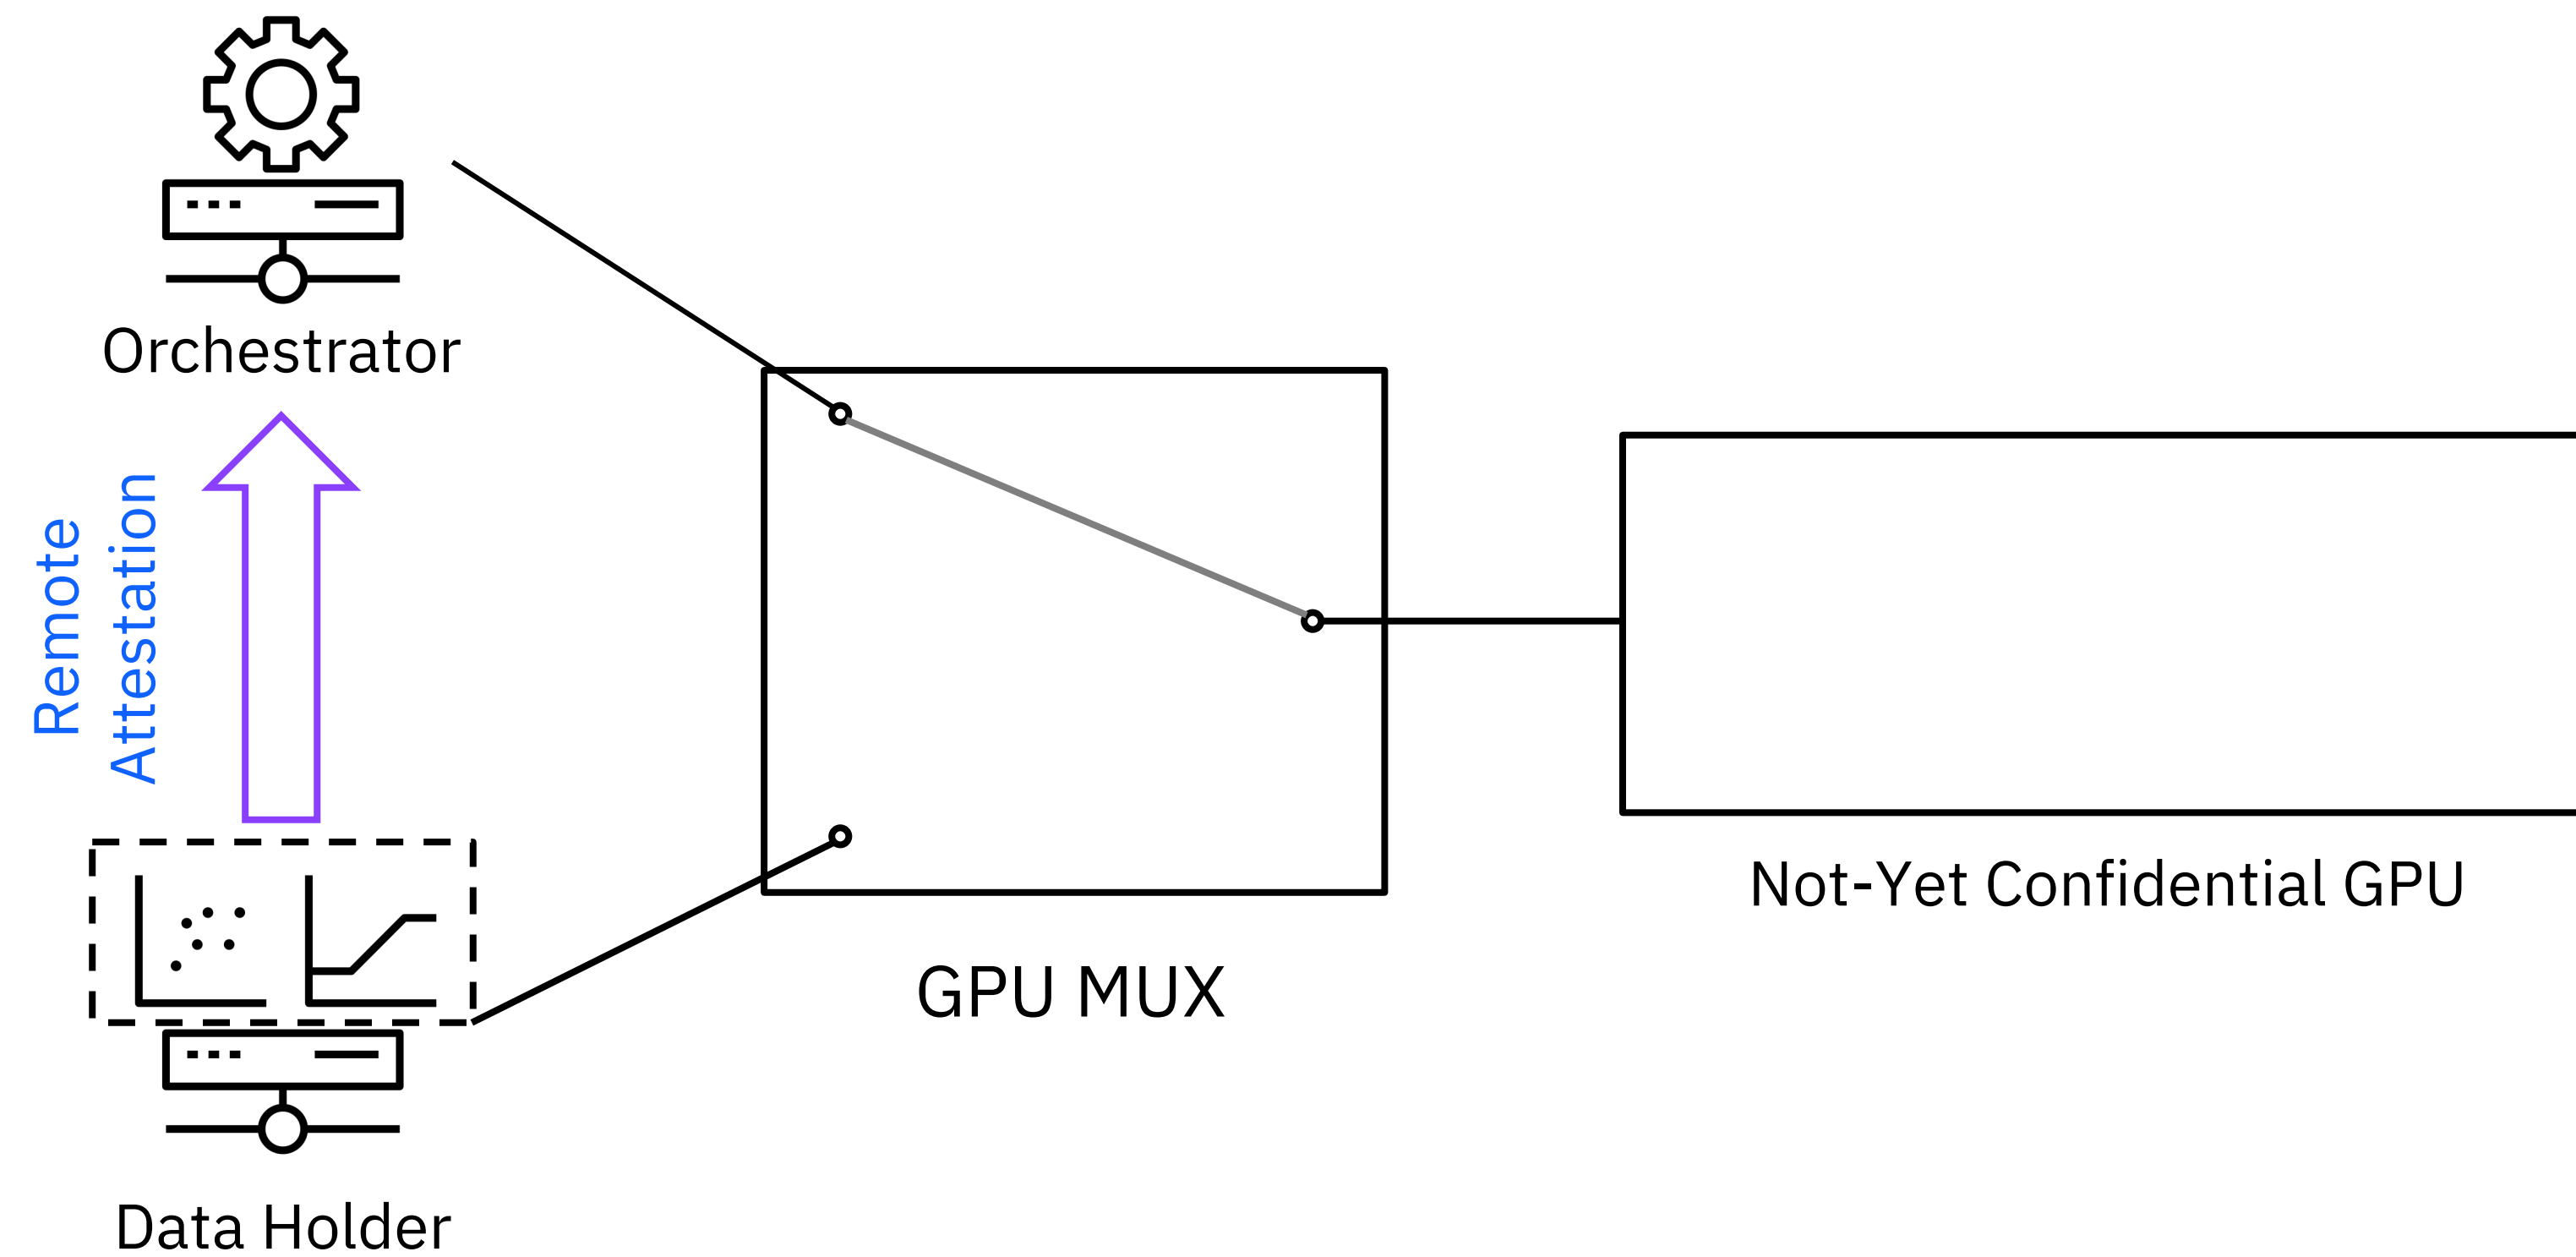 Orchestrator
Remote
Attestation
Not-Yet Confidential GPU
GPU MUX
Data Holder